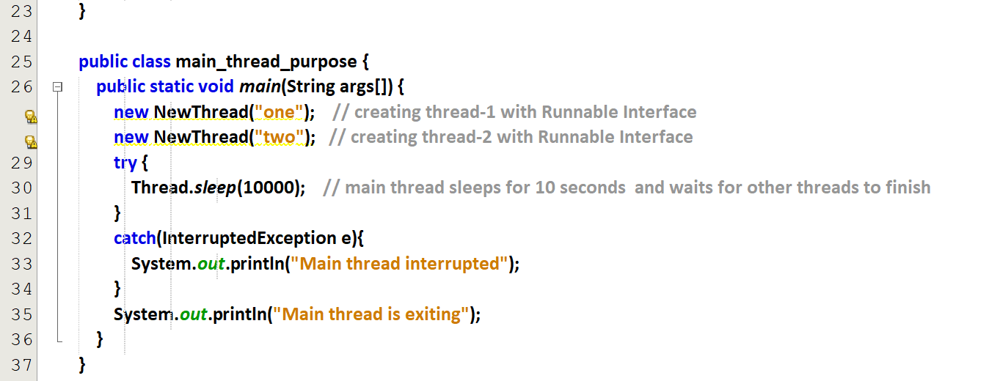 23 }
24
25 public class main_thread_purpose {
26 public static void main(String args[]) {
new NewThread("one"); // creating thread-1 with Runnable Interface
new NewThread("two"); // creating thread-2 with Runnable Interface
29 try {
30 Thread.sleep(10000); // main thread sleeps for 10 seconds  and waits for other threads to finish
31 }
32 catch(InterruptedException e){
33 System.out.println("Main thread interrupted");
34 }
35 System.out.println("Main thread is exiting");
36 }
37 }